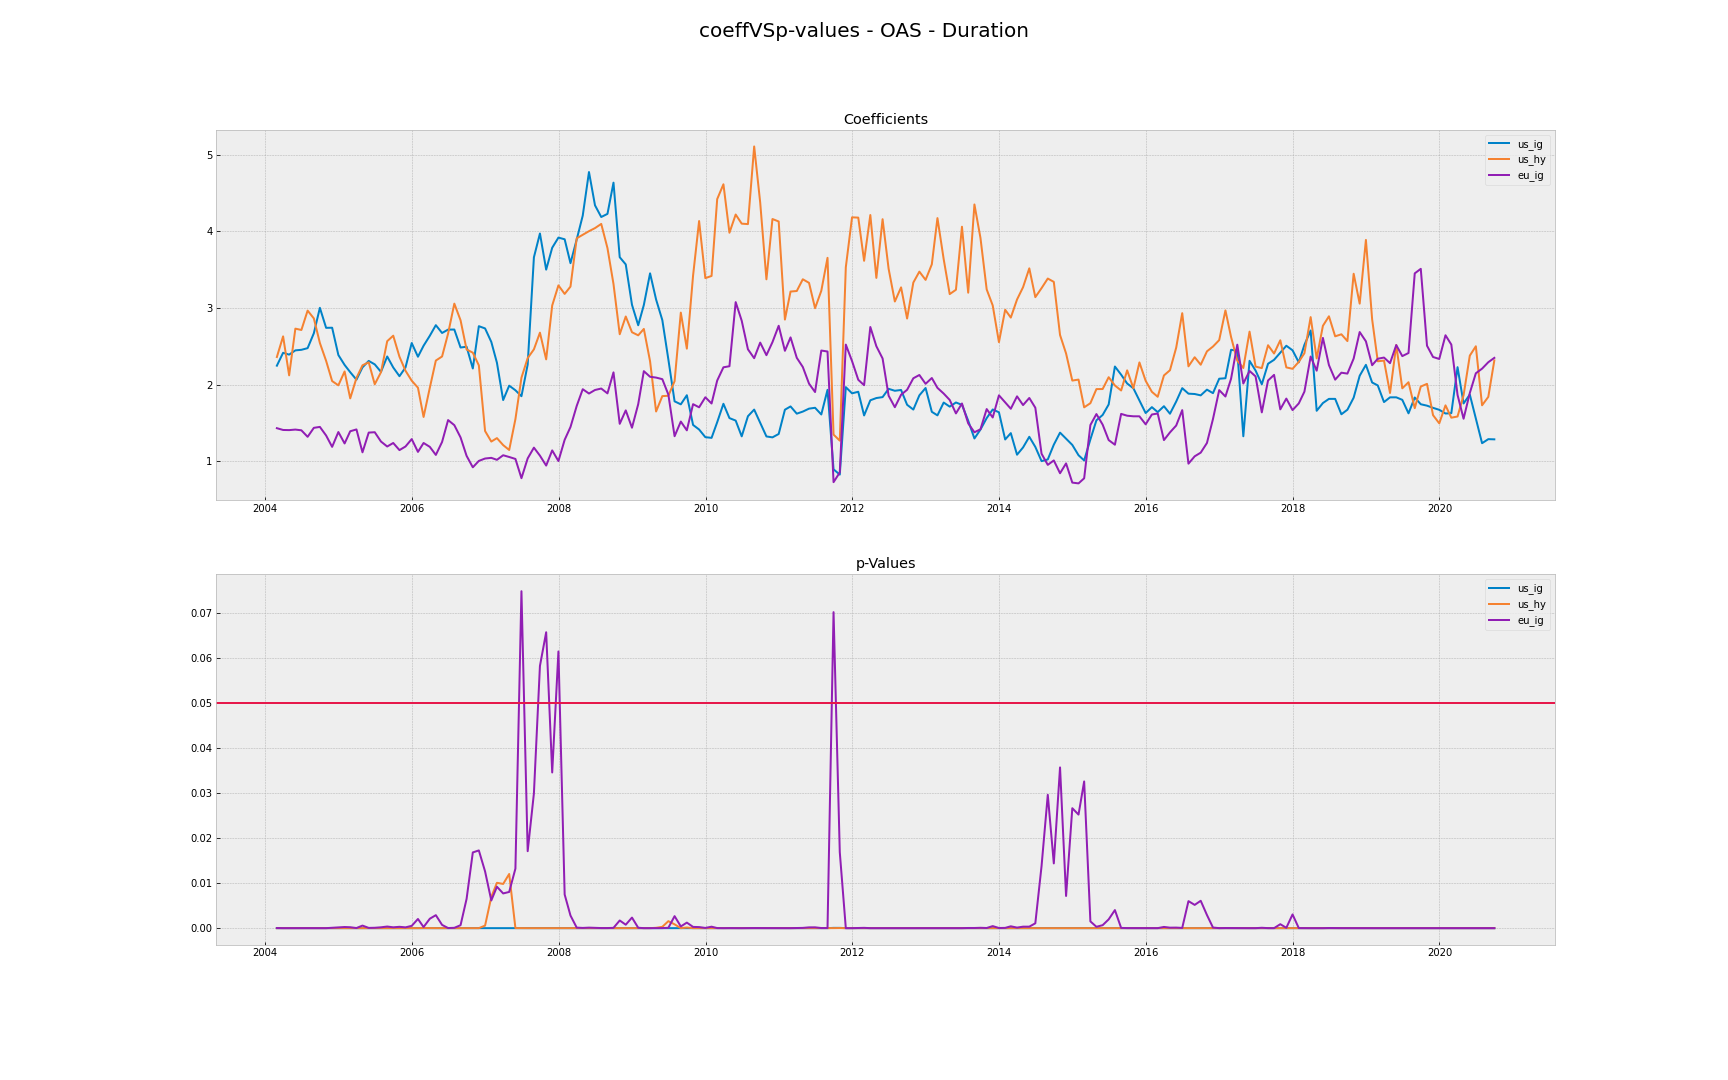 coeffVSp-values - OAS - Duration
Coefficients
5
4
3
2
1
us_ig
us_hy
eu_ig
2004 2006 2008 2010 2012 2014 2016 2018 2020
p-Values
0.07
0.06
0.05
0.04
0.03
0.02
0.01
0.00
us_ig
us_hy
eu_ig
2004 2006 2008 2010 2012 2014 2016 2018 2020